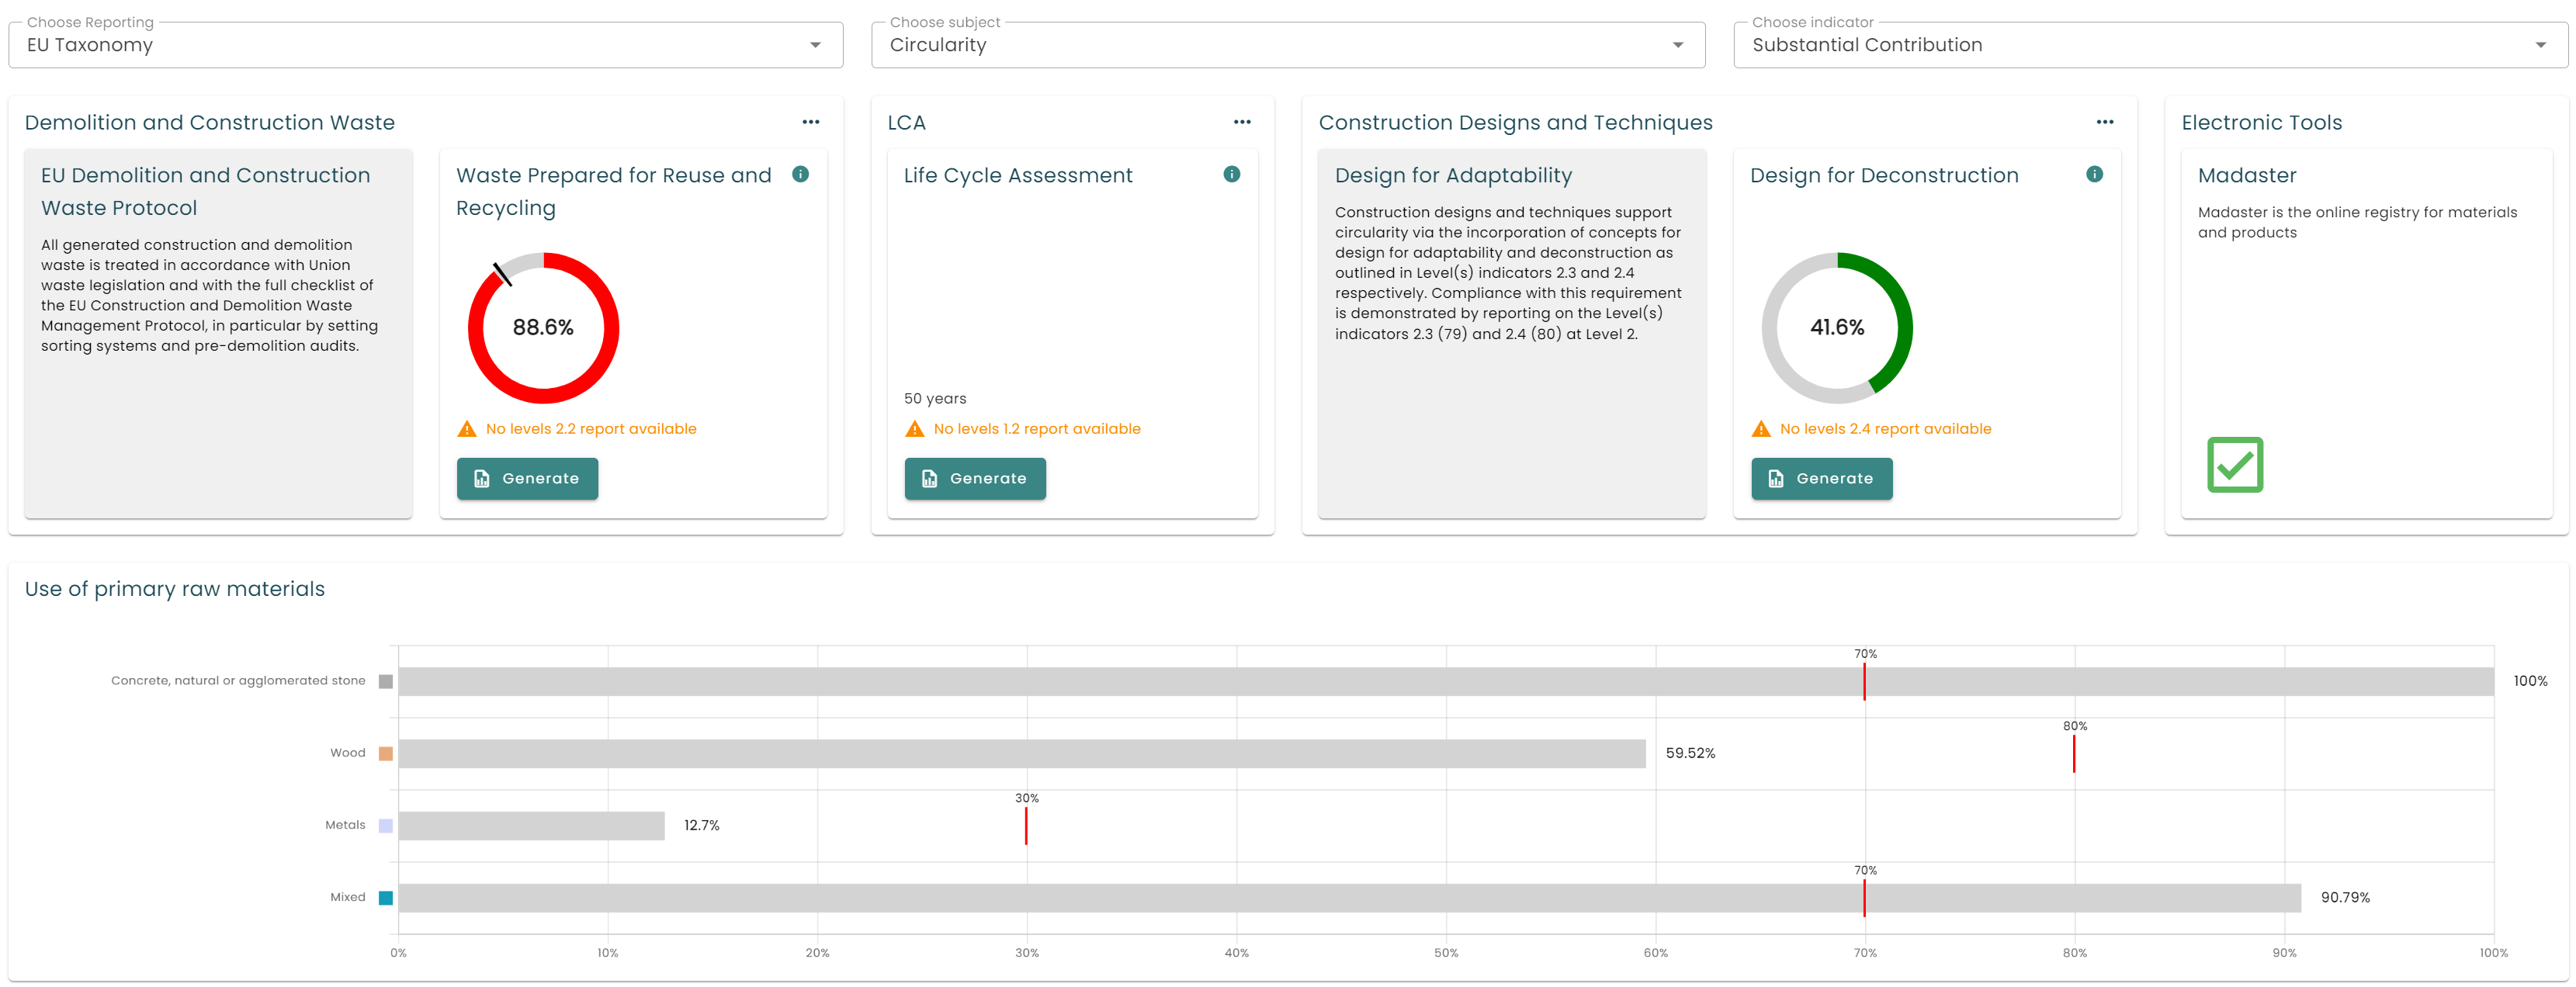 Choose Reporting
EU Taxonomy
Choose subject
Circularity
Choose indicator
Substantial Contribution
Demolition and Construction Waste
EU Demolition and Construction
Waste Protocol
All generated construction and demolition
waste is treated in accordance with Union
waste legislation and with the full checklist of
the EU Construction and Demolition Waste
Management Protocol, in particular by setting
sorting systems and pre-demolition audits.
Waste Prepared for Reuse and
Recycling
88.6%
No levels 2.2 report available
Generate
LCA
Life Cycle Assessment
50 years
No levels 1.2 report available
Generate
Construction Designs and Techniques
Design for Adaptability
Construction designs and techniques support
circularity via the incorporation of concepts for
design for adaptability and deconstruction as
outlined in Level(s) indicators 2.3 and 2.4
respectively. Compliance with this requirement
is demonstrated by reporting on the Level(s)
indicators 2.3 (79) and 2.4 (80) at Level 2.
Design for Deconstruction
41.6%
No levels 2.4 report available
Generate
Electronic Tools
Madaster
Madaster is the online registry for materials
and products
Use of primary raw materials
70%
Concrete, natural or agglomerated stone
100%
80%
Wood
59.52%
30%
Metals
12.7%
70%
Mixed
90.79%
0%
10%
20%
30%
40%
50%
60%
70%
80%
90%
100%